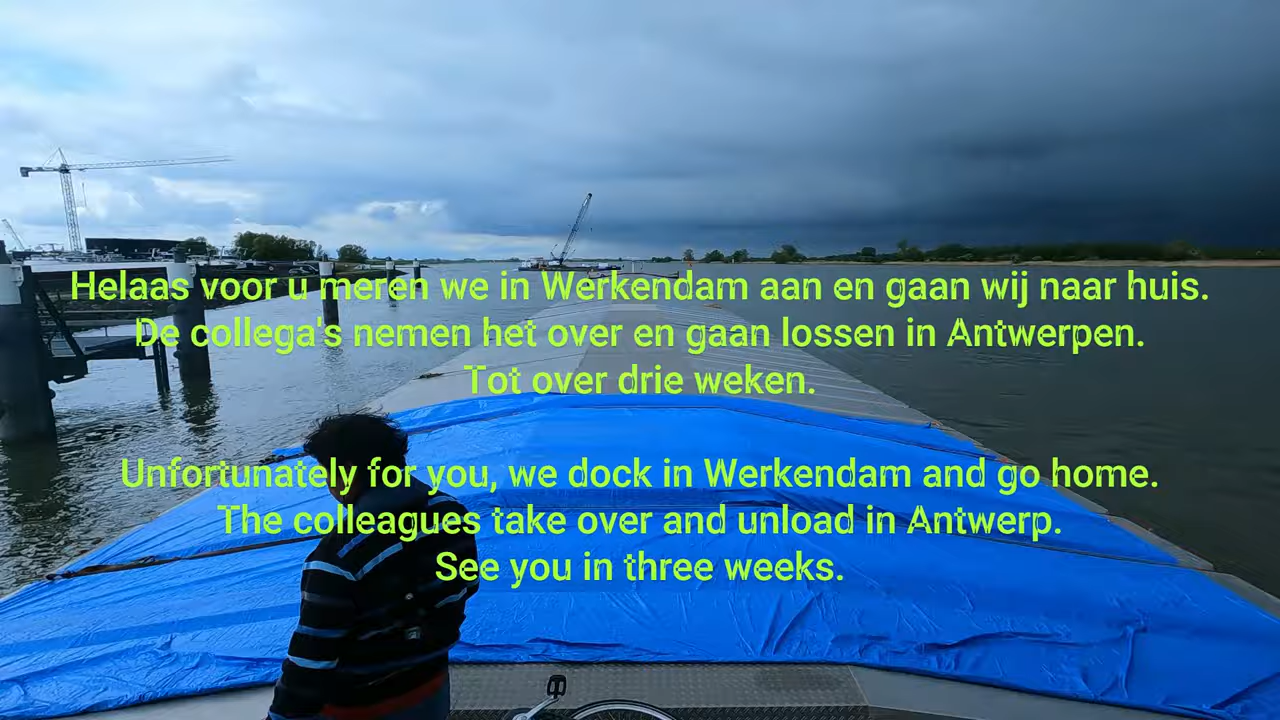 Helaas voor u meren we in Werkendam aan en gaan wij naar huis.
De collega's nemen het over en gaan lossen in Antwerpen.
Tot over drie weken.
Unfortunately for you, we dock in Werkendam and go home.
The colleagues take over and unload in Antwerp.
See you in three weeks.